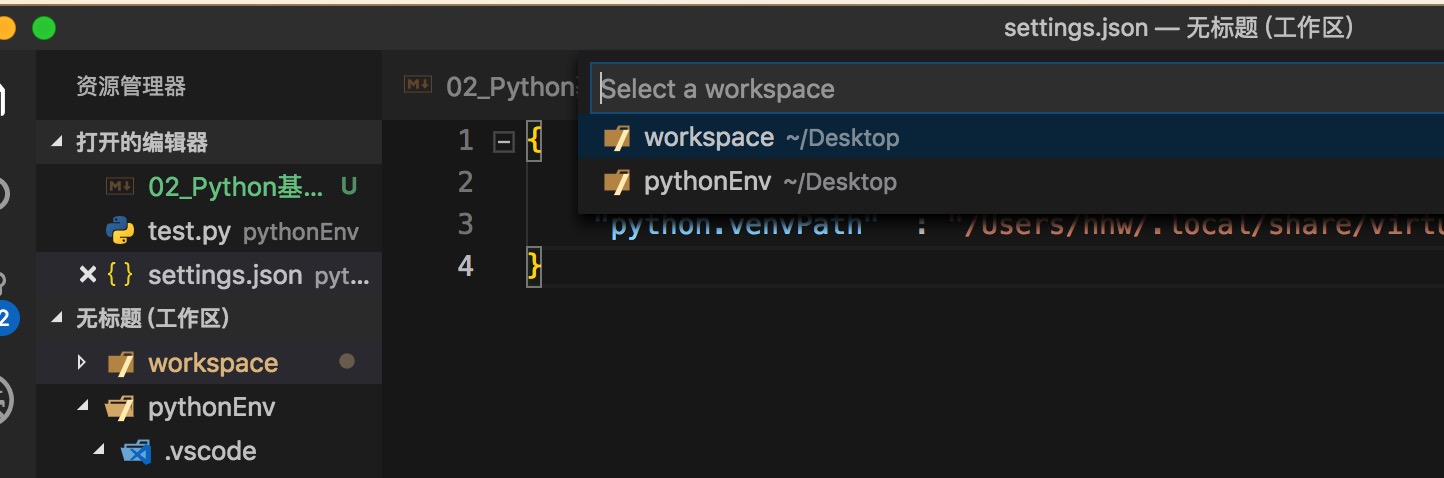 settings.json — 无标题 (工作区)
资源管理器
02_Python
Select a workspace
打开的编辑器
workspace ~/Desktop
pythonEnv ~/Desktop
02_Python基... U
test.py pythonEnv
settings.json pyt...
无标题 (工作区)
workspace
pythonEnv
.vscode
1 {
2
3 "python.venvPath" : "/Users/hhw/.local/share/virtu
4 }
2